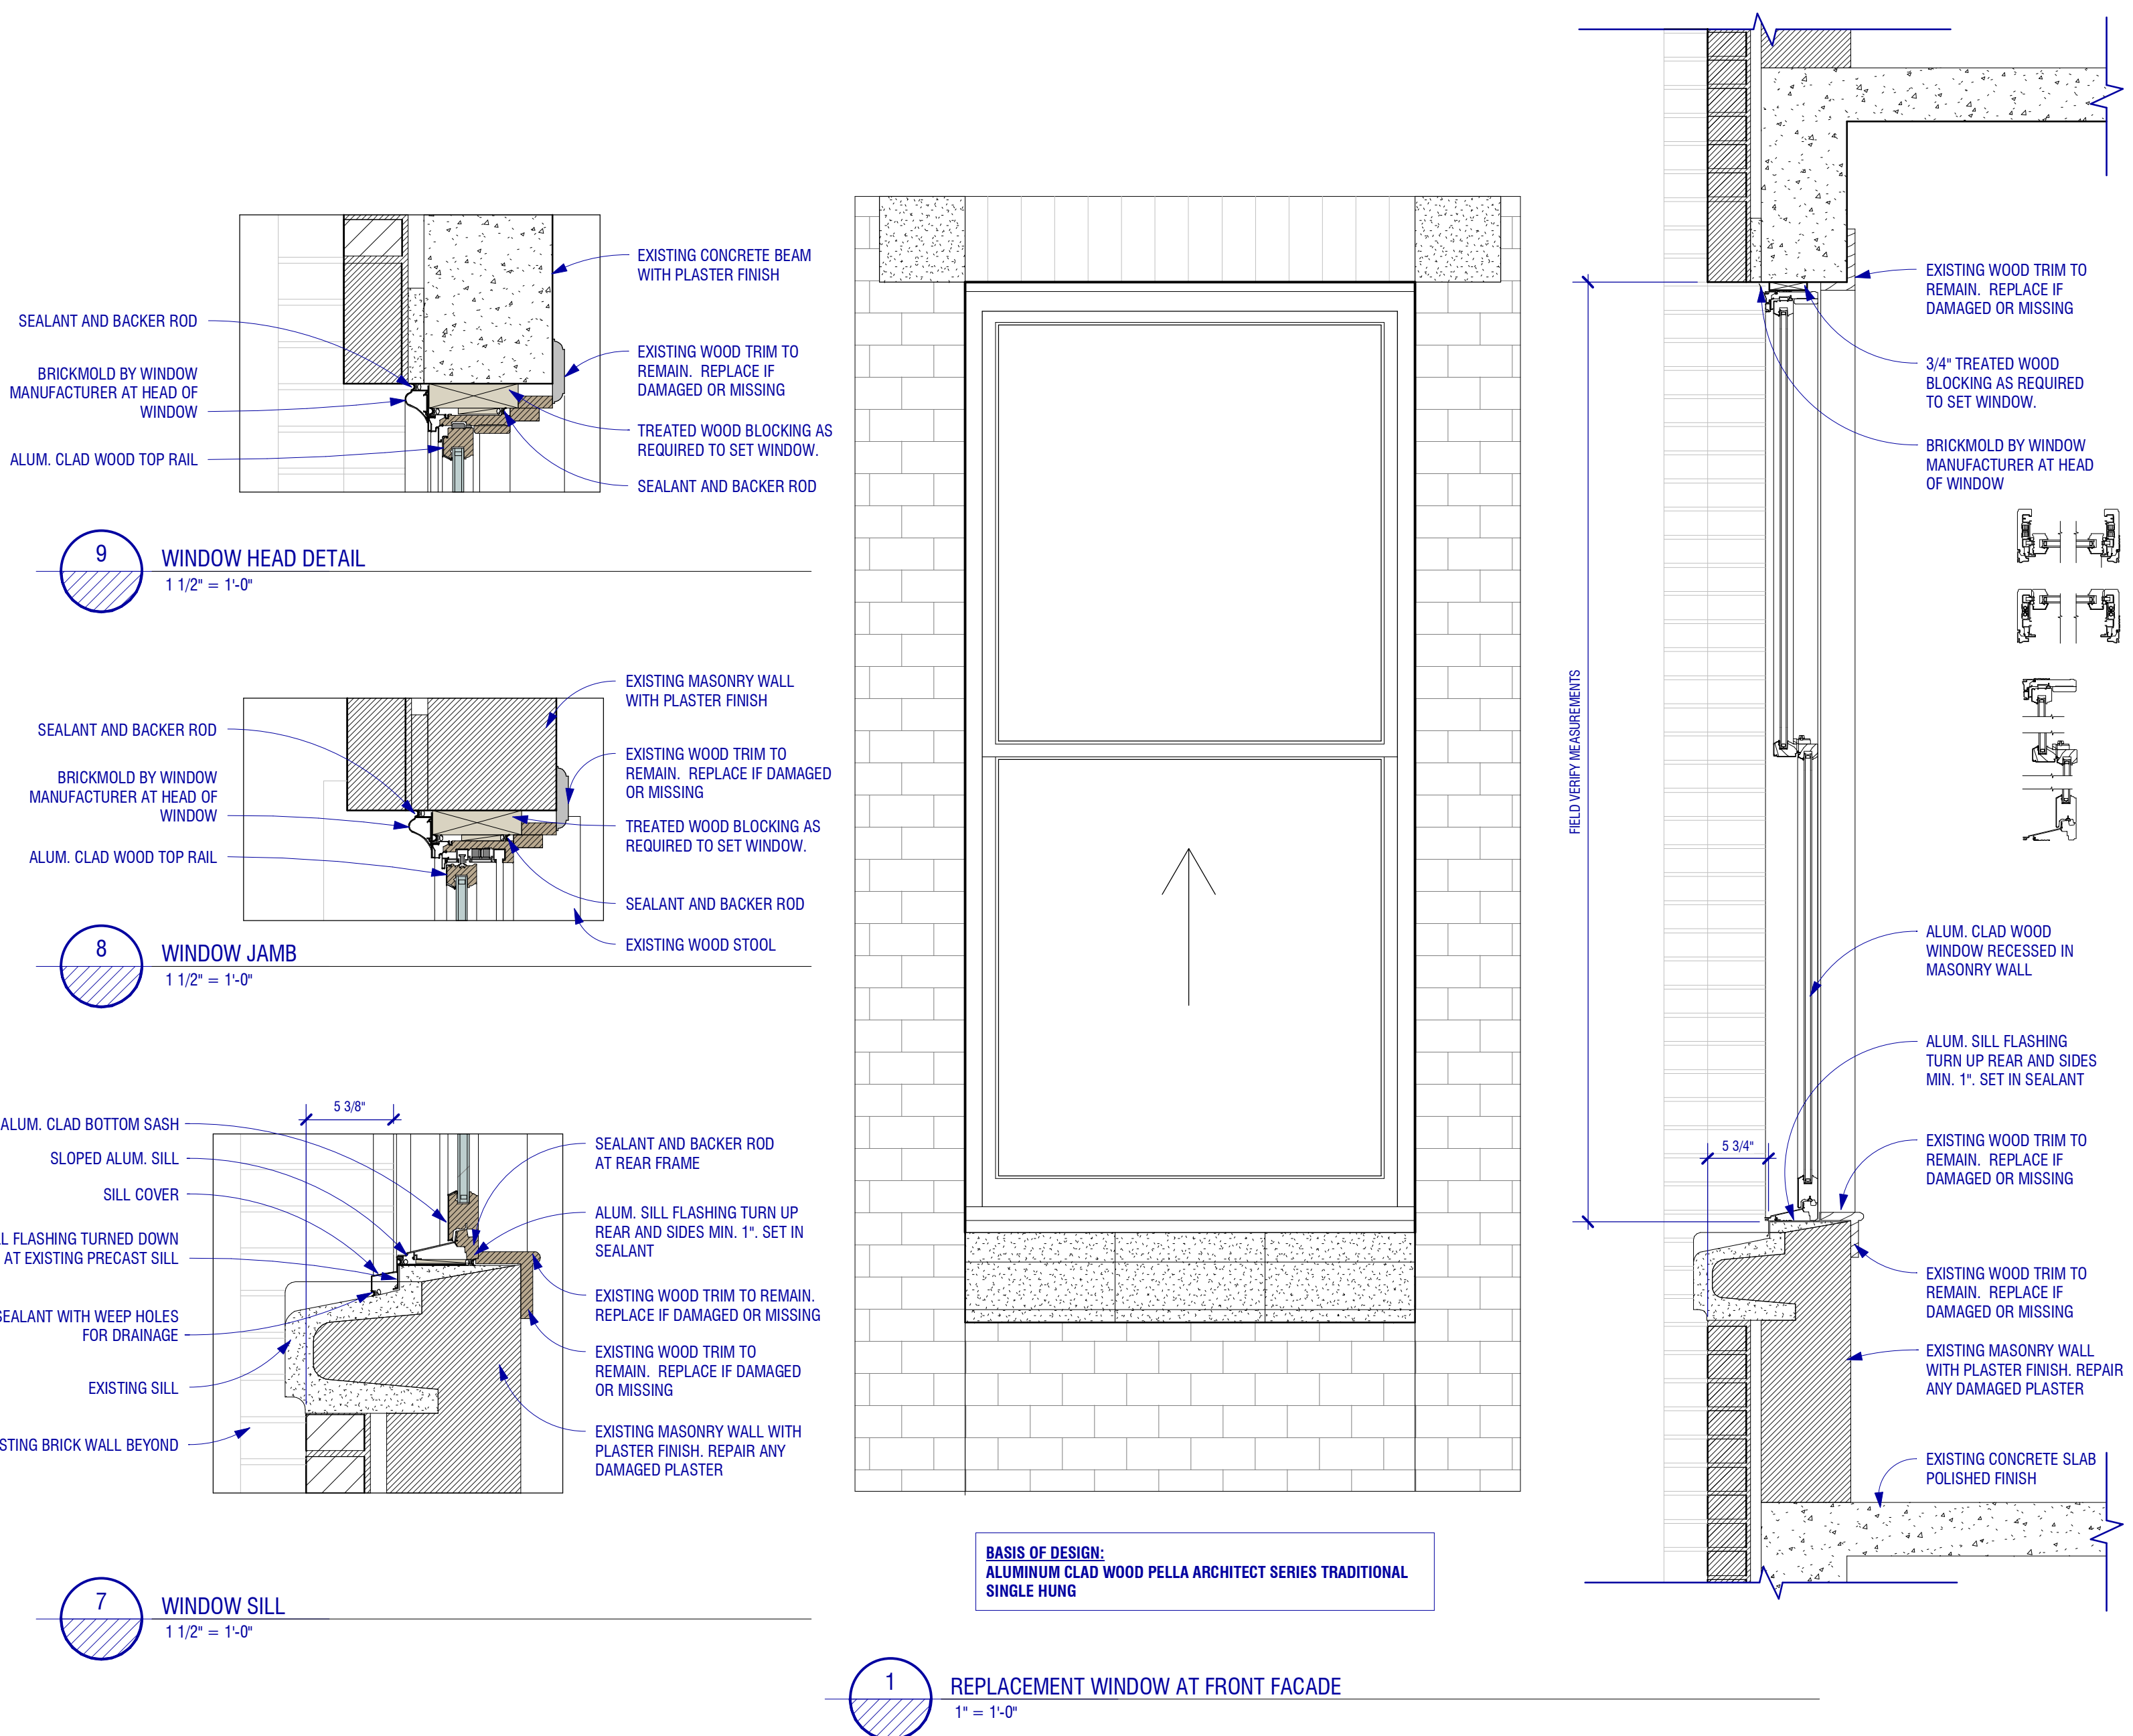 EXISTING CONCRETE BEAM
WITH PLASTER FINISH
SEALANT AND BACKER ROD
EXISTING WOOD TRIM TO
REMAIN.  REPLACE IF
DAMAGED OR MISSING
BRICKMOLD BY WINDOW
MANUFACTURER AT HEAD OF
WINDOW
TREATED WOOD BLOCKING AS
REQUIRED TO SET WINDOW.
ALUM. CLAD WOOD TOP RAIL
SEALANT AND BACKER ROD
9
WINDOW HEAD DETAIL
1 1/2" = 1'-0"
EXISTING MASONRY WALL
WITH PLASTER FINISH
SEALANT AND BACKER ROD
EXISTING WOOD TRIM TO
REMAIN.  REPLACE IF DAMAGED
OR MISSING
BRICKMOLD BY WINDOW
MANUFACTURER AT HEAD OF
WINDOW
TREATED WOOD BLOCKING AS
REQUIRED TO SET WINDOW.
ALUM. CLAD WOOD TOP RAIL
SEALANT AND BACKER ROD
EXISTING WOOD STOOL
8
WINDOW JAMB
1 1/2" = 1'-0"
5 3/8"
ALUM. CLAD BOTTOM SASH
SLOPED ALUM. SILL
SILL COVER
FLASHING TURNED DOWN
AT EXISTING PRECAST SILL
SEALANT WITH WEEP HOLES
FOR DRAINAGE
EXISTING SILL
STING BRICK WALL BEYOND
SEALANT AND BACKER ROD
AT REAR FRAME
ALUM. SILL FLASHING TURN UP
REAR AND SIDES MIN. 1". SET IN
SEALANT
EXISTING WOOD TRIM TO REMAIN.
REPLACE IF DAMAGED OR MISSING
EXISTING WOOD TRIM TO
REMAIN.  REPLACE IF DAMAGED
OR MISSING
EXISTING MASONRY WALL WITH
PLASTER FINISH. REPAIR ANY
DAMAGED PLASTER
7
WINDOW SILL
1 1/2" = 1'-0"
BASIS OF DESIGN:
ALUMINUM CLAD WOOD PELLA ARCHITECT SERIES TRADITIONAL
SINGLE HUNG
1
REPLACEMENT WINDOW AT FRONT FACADE
1" = 1'-0"
FIELD VERIFY MEASUREMENTS
5 3/4"
EXISTING WOOD TRIM TO
REMAIN.  REPLACE IF
DAMAGED OR MISSING
3/4" TREATED WOOD
BLOCKING AS REQUIRED
TO SET WINDOW.
BRICKMOLD BY WINDOW
MANUFACTURER AT HEAD
OF WINDOW
ALUM. CLAD WOOD
WINDOW RECESSED IN
MASONRY WALL
ALUM. SILL FLASHING
TURN UP REAR AND SIDES
MIN. 1". SET IN SEALANT
EXISTING WOOD TRIM TO
REMAIN.  REPLACE IF
DAMAGED OR MISSING
EXISTING WOOD TRIM TO
REMAIN.  REPLACE IF
DAMAGED OR MISSING
EXISTING MASONRY WALL
WITH PLASTER FINISH. REPAIR
ANY DAMAGED PLASTER
EXISTING CONCRETE SLAB
POLISHED FINISH